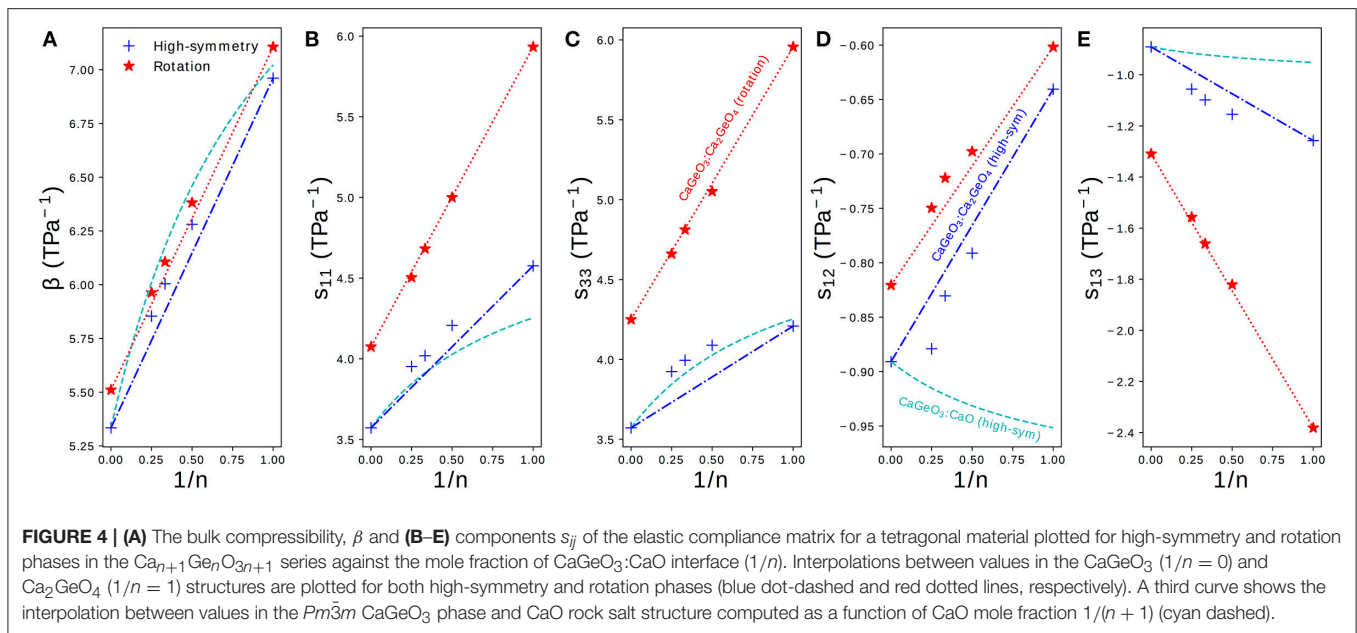 A
High-symmetry
Rotation
7.00
6.75
6.50
6.25
6.00
5.75
5.50
5.25
β (TPa⁻¹)
0.00 0.25 0.50 0.75 1.00
1/n
B
6.0
5.5
5.0
4.5
4.0
3.5
s₁₁ (TPa⁻¹)
0.00 0.25 0.50 0.75 1.00
1/n
C
6.0
5.5
5.0
4.5
4.0
3.5
s₃₃ (TPa⁻¹)
CaGeO₃:Ca₂GeO₄ (rotation)
0.00 0.25 0.50 0.75 1.00
1/n
D
−0.60
−0.65
−0.70
−0.75
−0.80
−0.85
−0.90
−0.95
s₁₂ (TPa⁻¹)
CaGeO₃:Ca₂GeO₄ (high-sym)
CaGeO₃:CaO (high-sym)
0.00 0.25 0.50 0.75 1.00
1/n
E
−1.0
−1.2
−1.4
−1.6
−1.8
−2.0
−2.2
−2.4
s₁₃ (TPa⁻¹)
0.00 0.25 0.50 0.75 1.00
1/n
FIGURE 4 | (A) The bulk compressibility, β and (B–E) components sᵢⱼ of the elastic compliance matrix for a tetragonal material plotted for high-symmetry and rotation
phases in the Caₙ₊₁GeₙO₃ₙ₊₁ series against the mole fraction of CaGeO₃:CaO interface (1/n). Interpolations between values in the CaGeO₃ (1/n = 0) and
Ca₂GeO₄ (1/n = 1) structures are plotted for both high-symmetry and rotation phases (blue dot-dashed and red dotted lines, respectively). A third curve shows the
interpolation between values in the Pm3̄m CaGeO₃ phase and CaO rock salt structure computed as a function of CaO mole fraction 1/(n + 1) (cyan dashed).